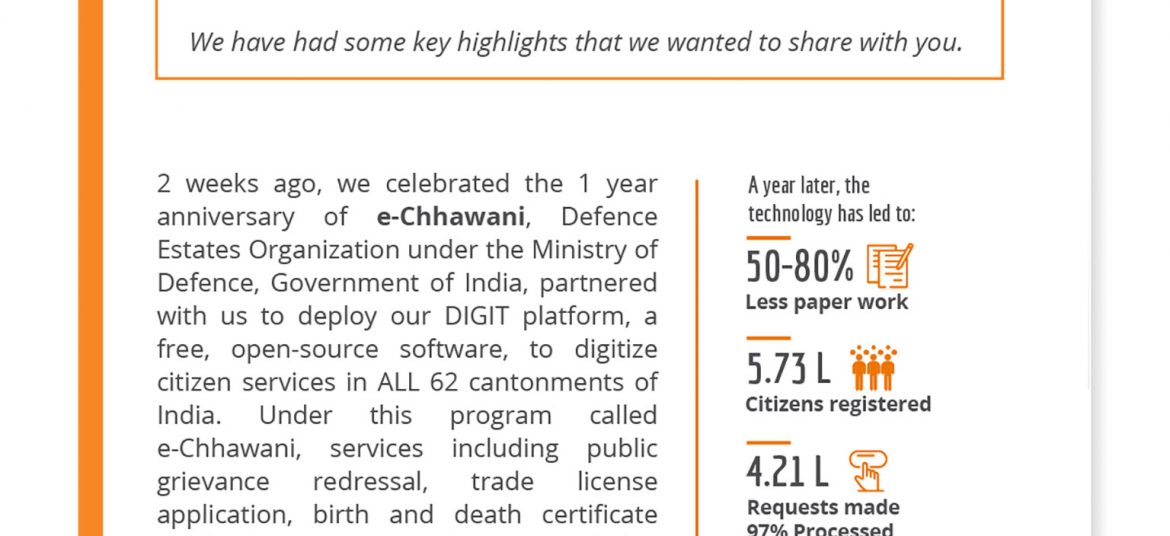 We have had some key highlights that we wanted to share with you.
2 weeks ago, we celebrated the 1 year
anniversary of e-Chhawani, Defence
Estates Organization under the Ministry of
Defence, Government of India, partnered
with us to deploy our DIGIT platform, a
free, open-source software, to digitize
citizen services in ALL 62 cantonments of
India. Under this program called
e-Chhawani, services including public
grievance redressal, trade license
application, birth and death certificate
A year later, the
technology has led to:
50-80%
Less paper work
5.73 L
Citizens registered
4.21 L
Requests made
97% Processed